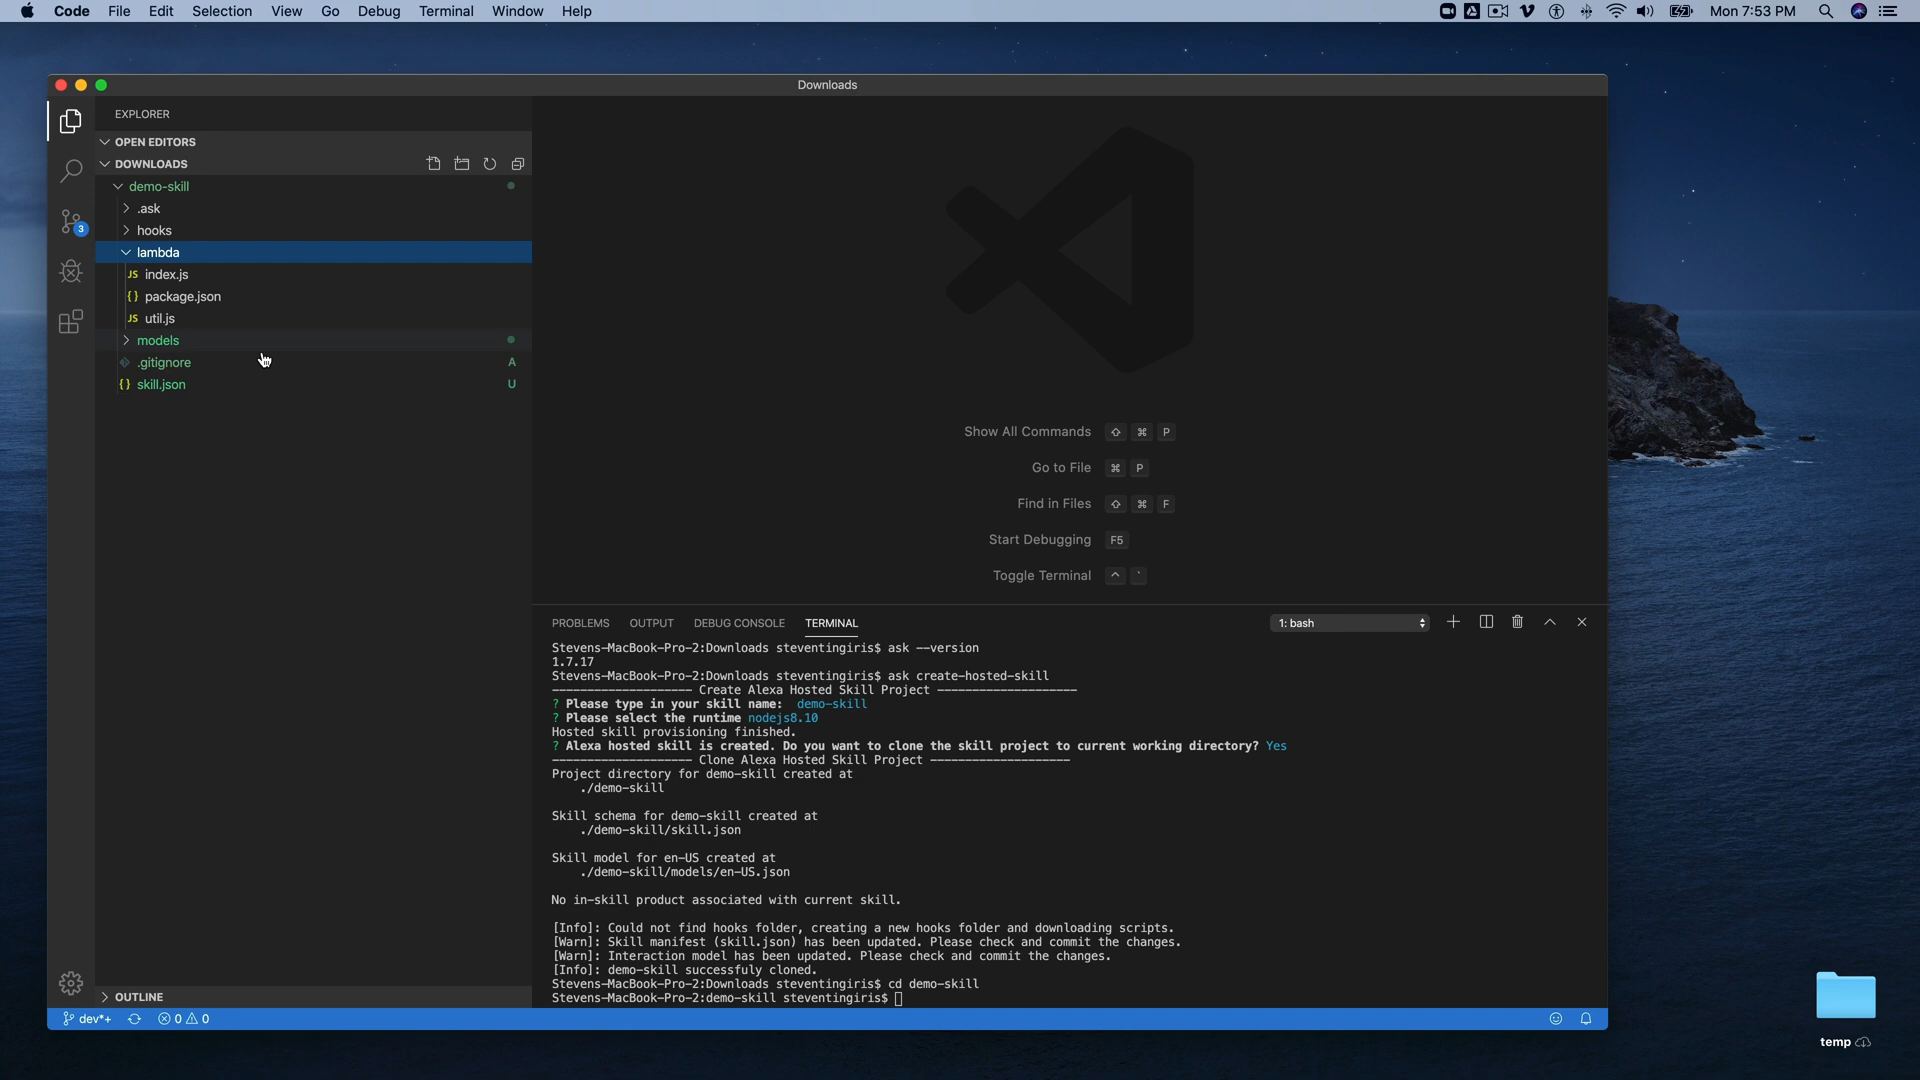 Code File Edit Selection View Go Debug Terminal Window Help Mon 7:53 PM
Downloads
EXPLORER
OPEN EDITORS
DOWNLOADS
demo-skill
.ask
hooks
lambda
JS index.js
{} package.json
JS util.js
models
.gitignore A
{} skill.json U
3
OUTLINE
Show All Commands ⇧ ⌘ P
Go to File ⌘ P
Find in Files ⇧ ⌘ F
Start Debugging F5
Toggle Terminal ^ `
PROBLEMS OUTPUT DEBUG CONSOLE TERMINAL 1: bash
Stevens-MacBook-Pro-2:Downloads steventingiris$ ask --version
1.7.17
Stevens-MacBook-Pro-2:Downloads steventingiris$ ask create-hosted-skill
-------------------- Create Alexa Hosted Skill Project --------------------
? Please type in your skill name:  demo-skill
? Please select the runtime nodejs8.10
Hosted skill provisioning finished.
? Alexa hosted skill is created. Do you want to clone the skill project to current working directory? Yes
-------------------- Clone Alexa Hosted Skill Project --------------------
Project directory for demo-skill created at
./demo-skill
Skill schema for demo-skill created at
./demo-skill/skill.json
Skill model for en-US created at
./demo-skill/models/en-US.json
No in-skill product associated with current skill.
[Info]: Could not find hooks folder, creating a new hooks folder and downloading scripts.
[Warn]: Skill manifest (skill.json) has been updated. Please check and commit the changes.
[Warn]: Interaction model has been updated. Please check and commit the changes.
[Info]: demo-skill successfuly cloned.
Stevens-MacBook-Pro-2:Downloads steventingiris$ cd demo-skill
Stevens-MacBook-Pro-2:demo-skill steventingiris$
dev*+ 0 0
temp